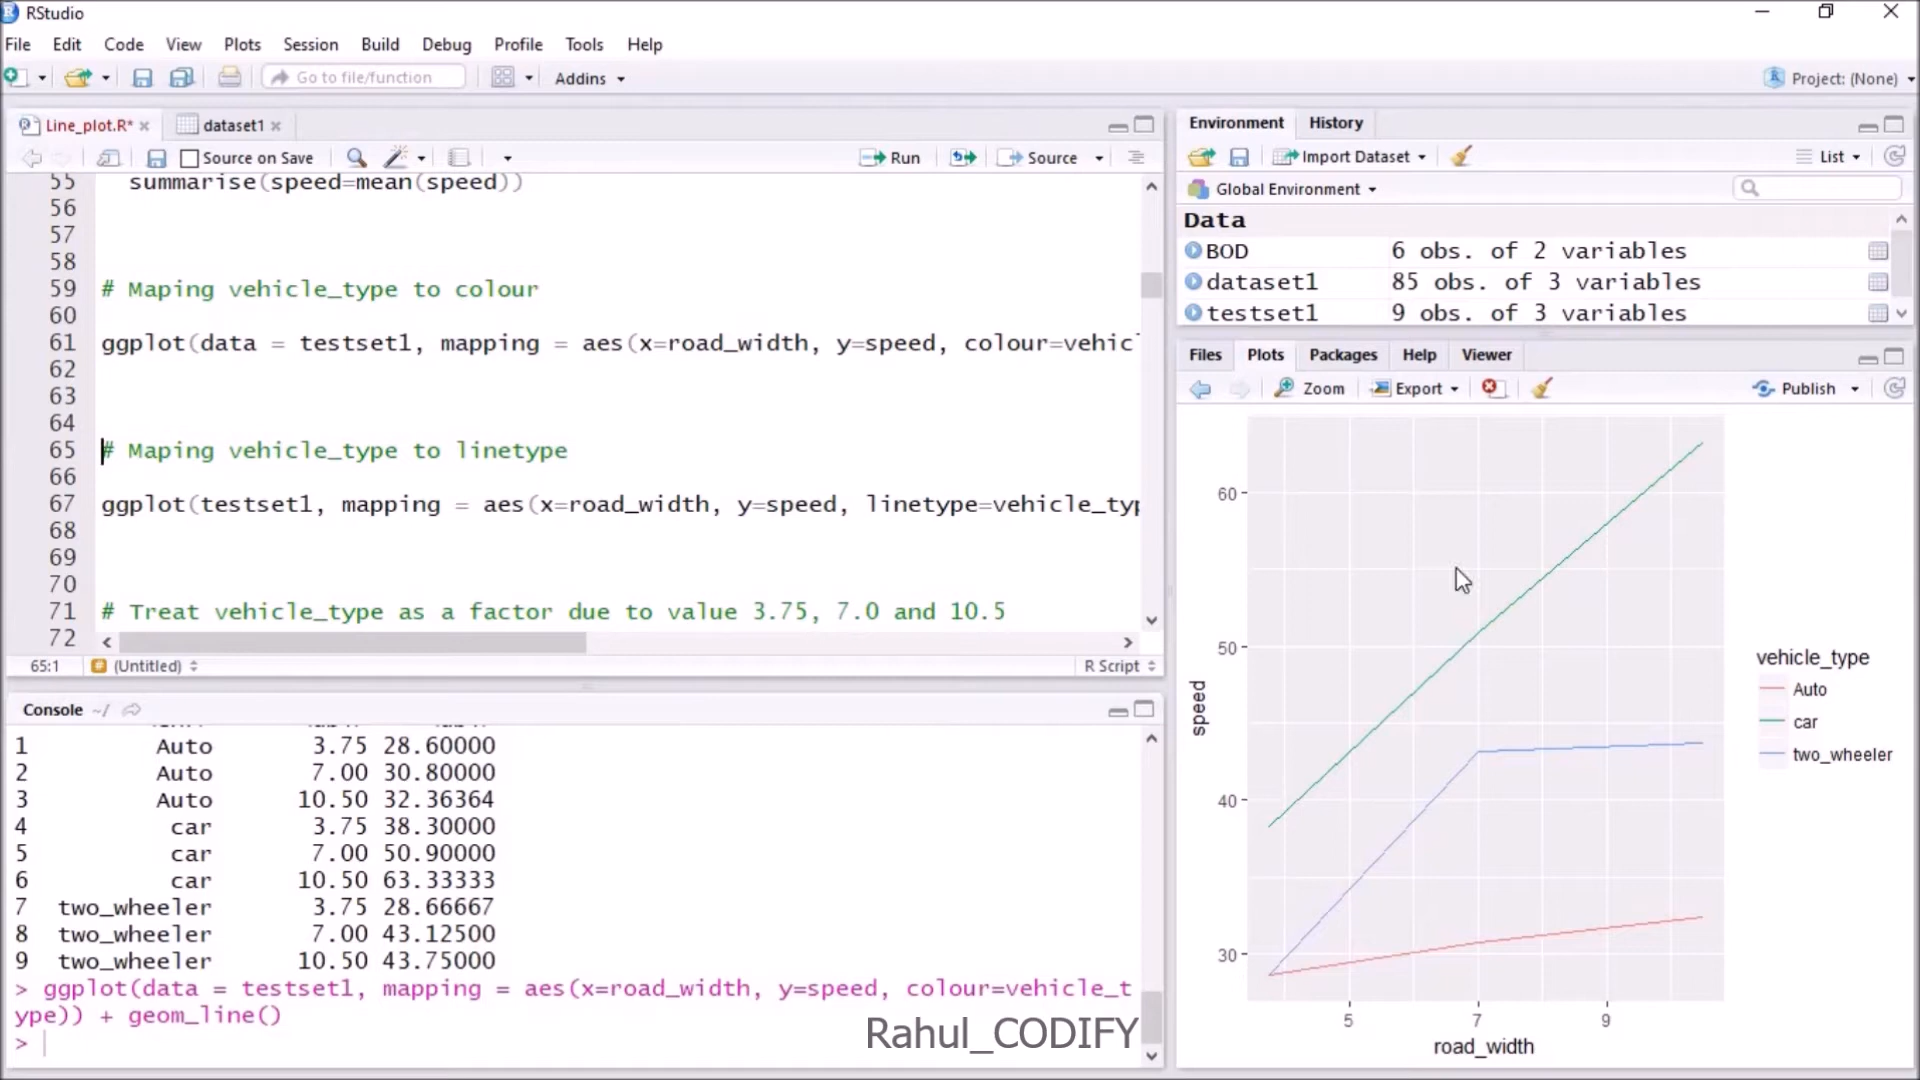 RStudio
File Edit Code View Plots Session Build Debug Profile Tools Help
Go to file/function Addins Project: (None)
Line_plot.R* dataset1
Source on Save Run Source
55 summarise(speed=mean(speed))
56
57
58
59 # Maping vehicle_type to colour
60
61 ggplot(data = testset1, mapping = aes(x=road_width, y=speed, colour=vehicl
62
63
64
65 # Maping vehicle_type to linetype
66
67 ggplot(testset1, mapping = aes(x=road_width, y=speed, linetype=vehicle_typ
68
69
70
71 # Treat vehicle_type as a factor due to value 3.75, 7.0 and 10.5
72
65:1 (Untitled) R Script
Console ~/
1 Auto 3.75 28.60000
2 Auto 7.00 30.80000
3 Auto 10.50 32.36364
4 car 3.75 38.30000
5 car 7.00 50.90000
6 car 10.50 63.33333
7 two_wheeler 3.75 28.66667
8 two_wheeler 7.00 43.12500
9 two_wheeler 10.50 43.75000
> ggplot(data = testset1, mapping = aes(x=road_width, y=speed, colour=vehicle_t
ype)) + geom_line()
>
Rahul_CODIFY
Environment History
Import Dataset List
Global Environment
Data
BOD 6 obs. of 2 variables
dataset1 85 obs. of 3 variables
testset1 9 obs. of 3 variables
Files Plots Packages Help Viewer
Zoom Export Publish
60
50
40
30
speed
5 7 9
road_width
vehicle_type
Auto
car
two_wheeler